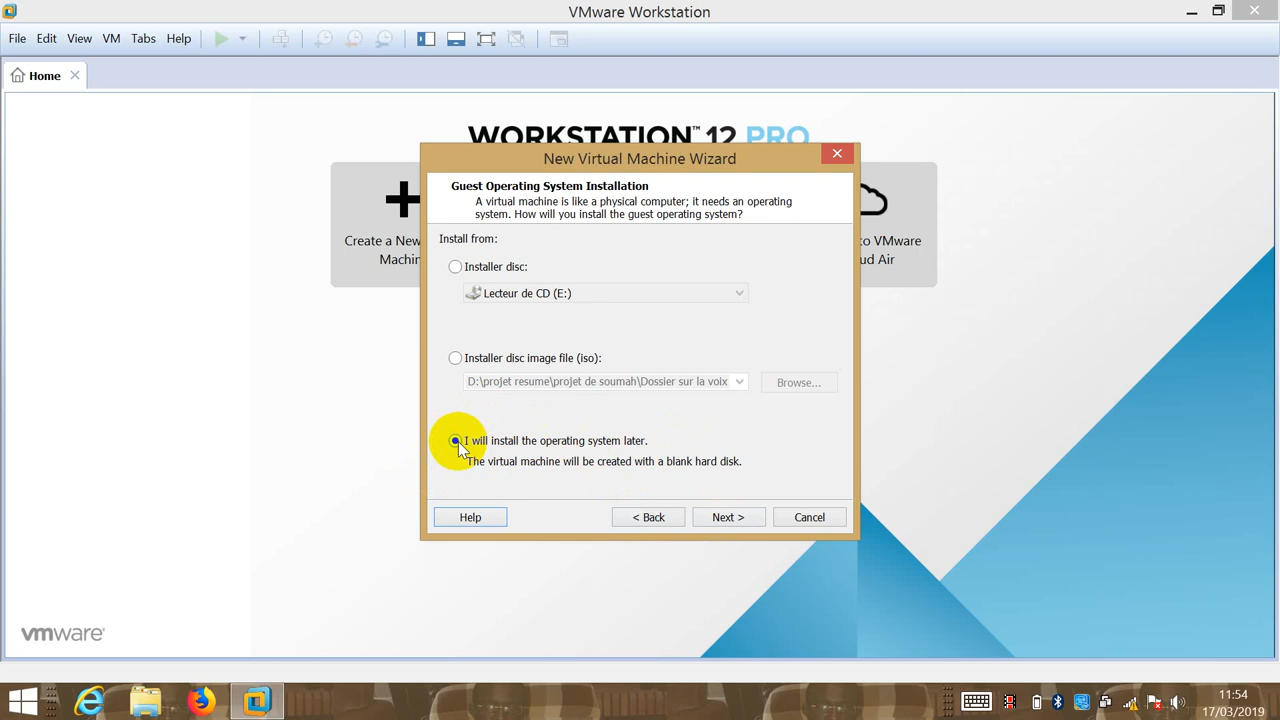 VMware Workstation
File Edit View VM Tabs Help
Home
WORKSTATION™ 12 PRO
Create a New
Machin
to VMware
ud Air
New Virtual Machine Wizard
Guest Operating System Installation
A virtual machine is like a physical computer; it needs an operating
system. How will you install the guest operating system?
Install from:
Installer disc:
Lecteur de CD (E:)
Installer disc image file (iso):
D:\projet resume\projet de soumah\Dossier sur la voix
Browse...
I will install the operating system later.
The virtual machine will be created with a blank hard disk.
Help
< Back
Next >
Cancel
vmware®
11:54
17/03/2019